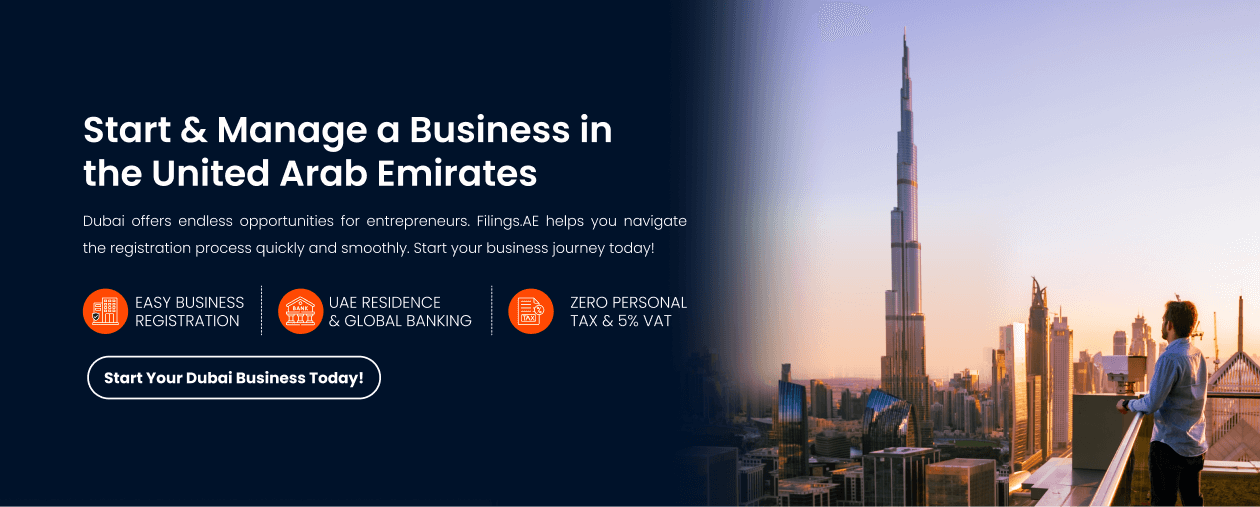 Start & Manage a Business in
the United Arab Emirates
Dubai offers endless opportunities for entrepreneurs. Filings.AE helps you navigate
the registration process quickly and smoothly. Start your business journey today!
EASY BUSINESS
REGISTRATION
BANK
UAE RESIDENCE
& GLOBAL BANKING
TAX
ZERO PERSONAL
TAX & 5% VAT
Start Your Dubai Business Today!